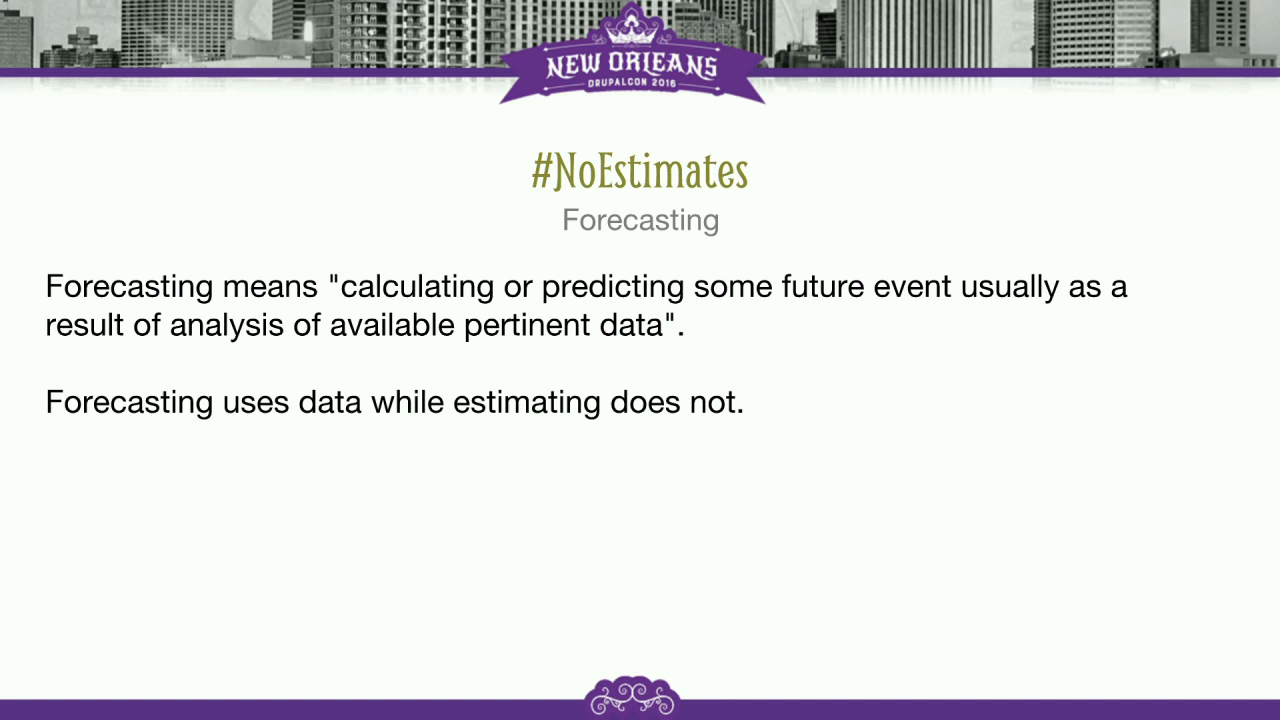 NEW ORLEANS
DRUPALCON 2016
#NoEstimates
Forecasting
Forecasting means "calculating or predicting some future event usually as a
result of analysis of available pertinent data".
Forecasting uses data while estimating does not.